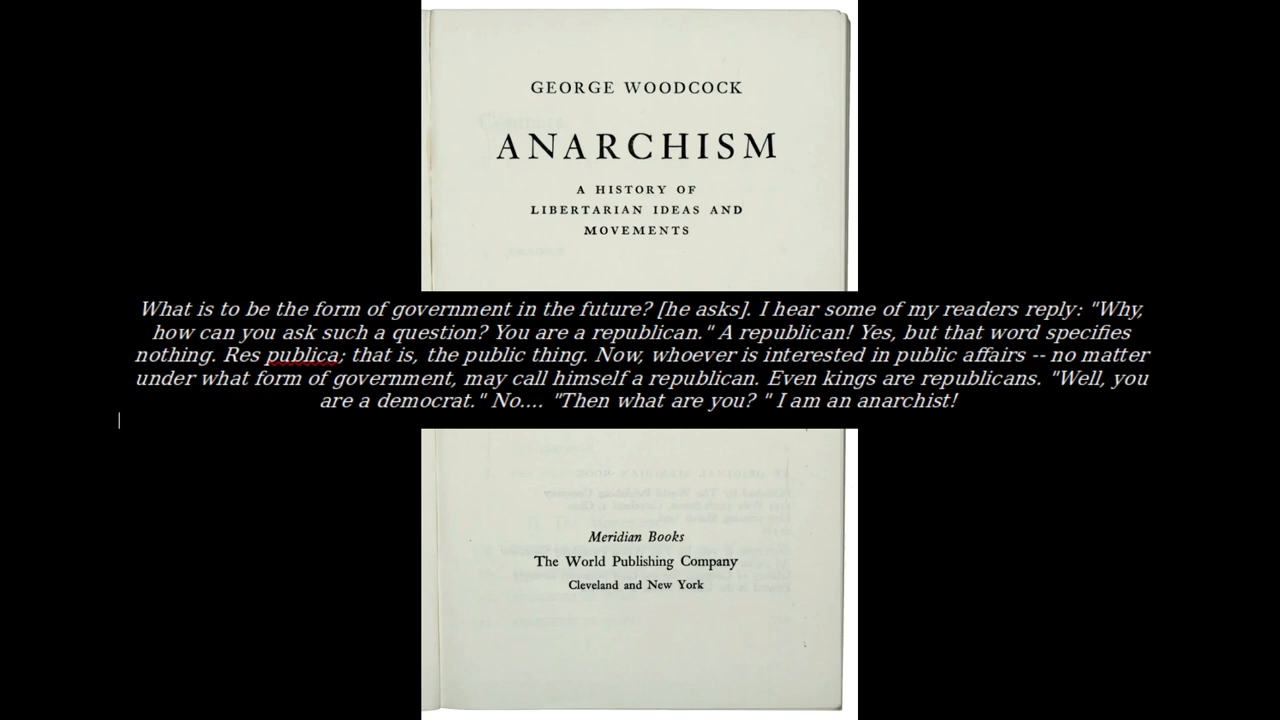 GEORGE WOODCOCK
ANARCHISM
A HISTORY OF
LIBERTARIAN IDEAS AND
MOVEMENTS
What is to be the form of government in the future? [he asks]. I hear some of my readers reply: "Why,
how can you ask such a question? You are a republican." A republican! Yes, but that word specifies
nothing. Res publica; that is, the public thing. Now, whoever is interested in public affairs -- no matter
under what form of government, may call himself a republican. Even kings are republicans. "Well, you
are a democrat." No.... "Then what are you? " I am an anarchist!
Meridian Books
The World Publishing Company
Cleveland and New York